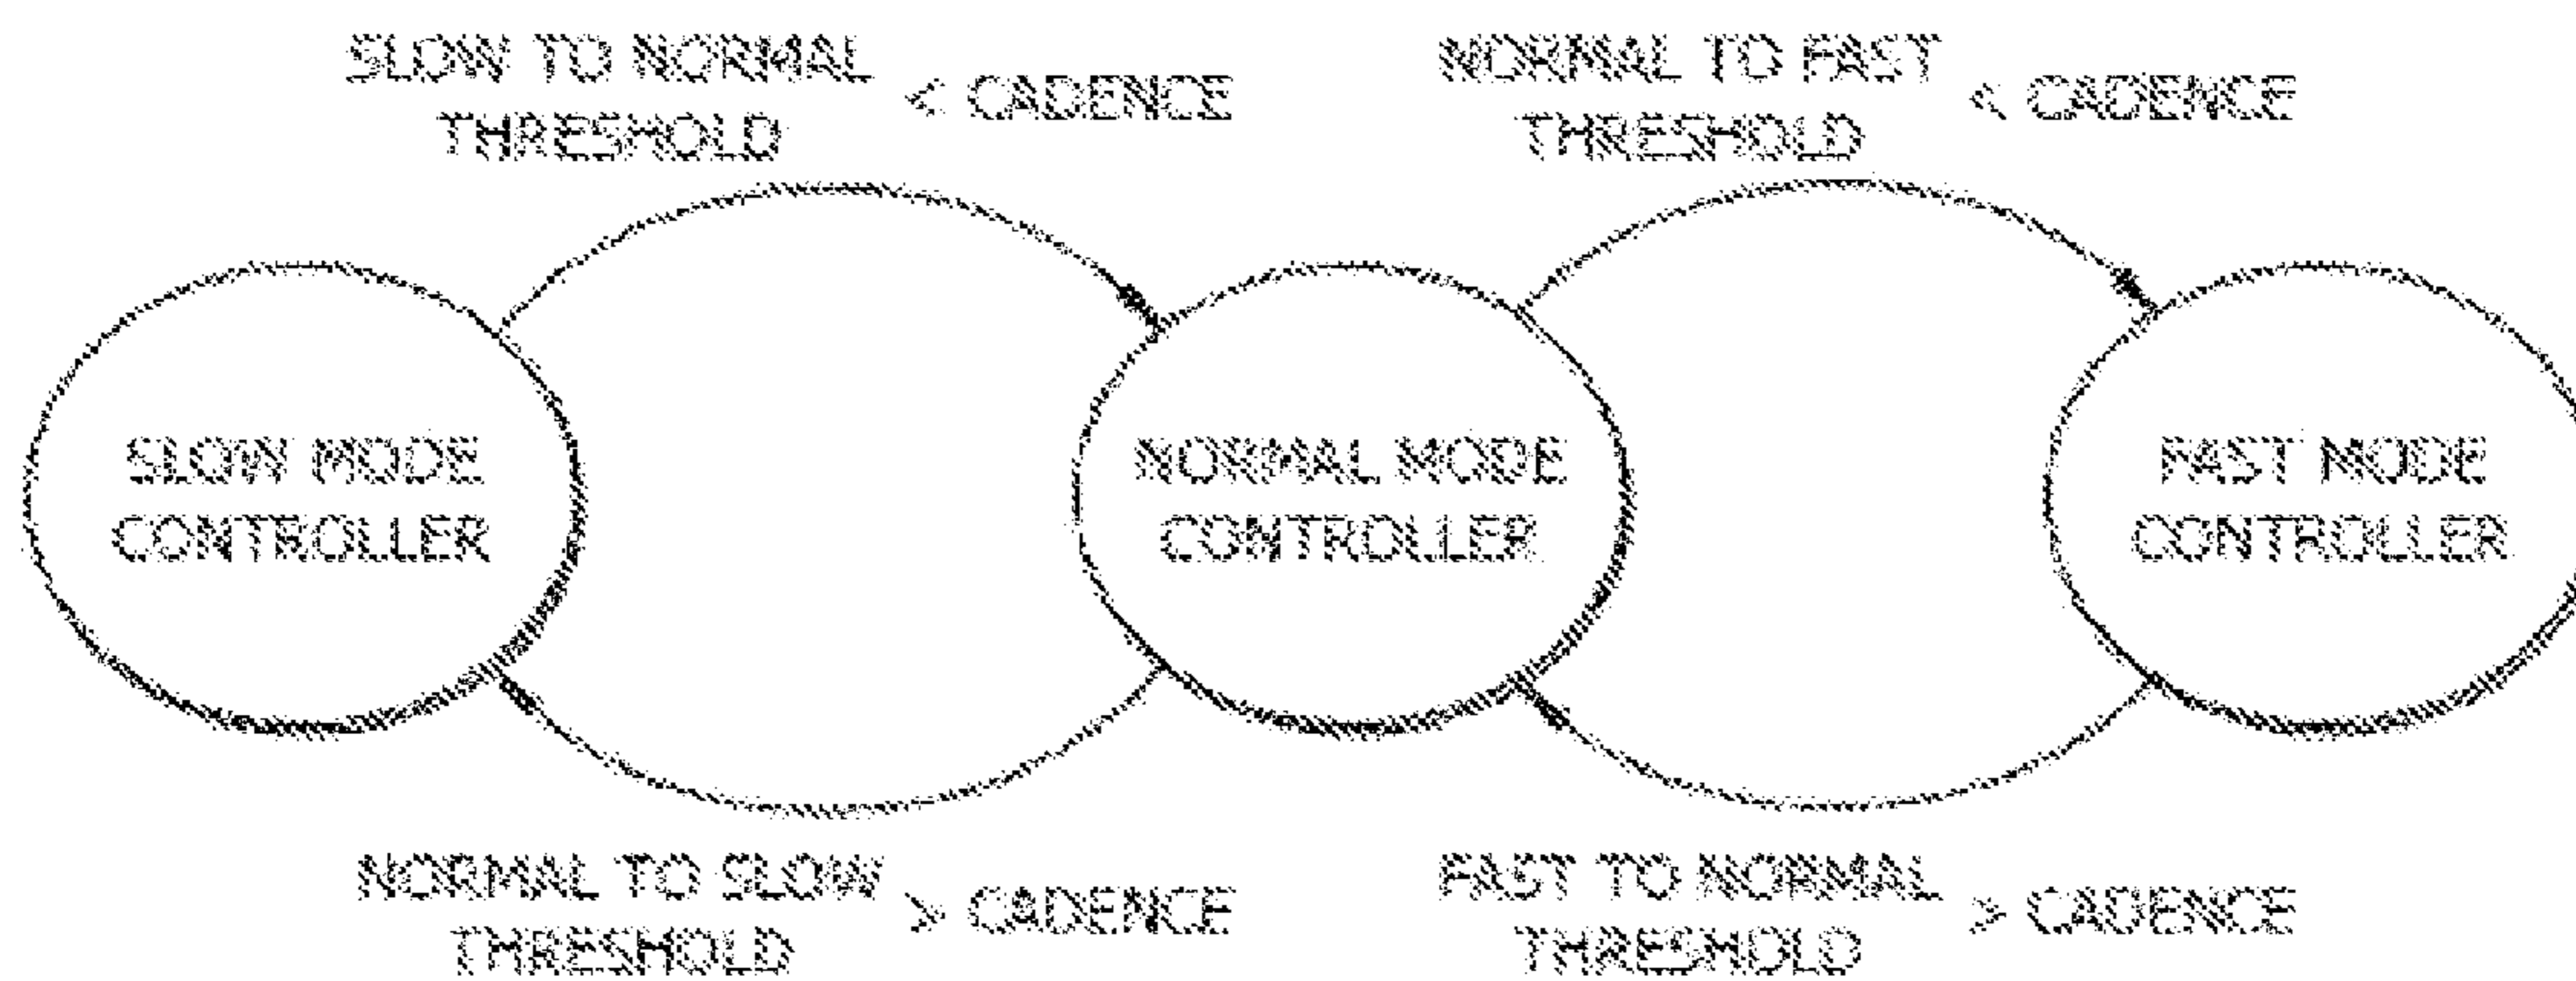 SLOW TO NORMAL
THRESHOLD
< CADENCE
NORMAL TO FAST
THRESHOLD
< CADENCE
SLOW MODE
CONTROLLER
NORMAL MODE
CONTROLLER
FAST MODE
CONTROLLER
NORMAL TO SLOW
THRESHOLD
> CADENCE
FAST TO NORMAL
THRESHOLD
> CADENCE